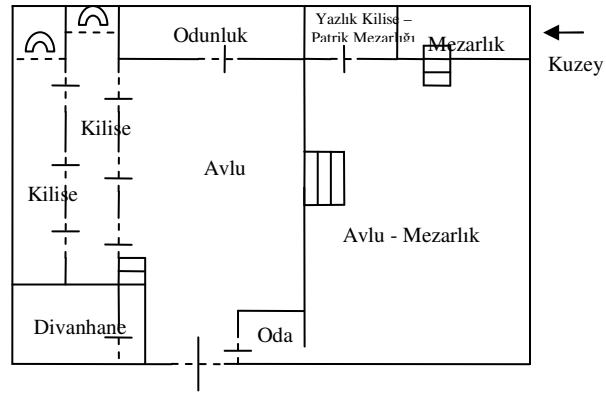 Odunluk
Yazlık Kilise –
Patrik Mezarlığı
Mezarlık
Kuzey
Kilise
Avlu
Kilise
Avlu - Mezarlık
Divanhane
Oda